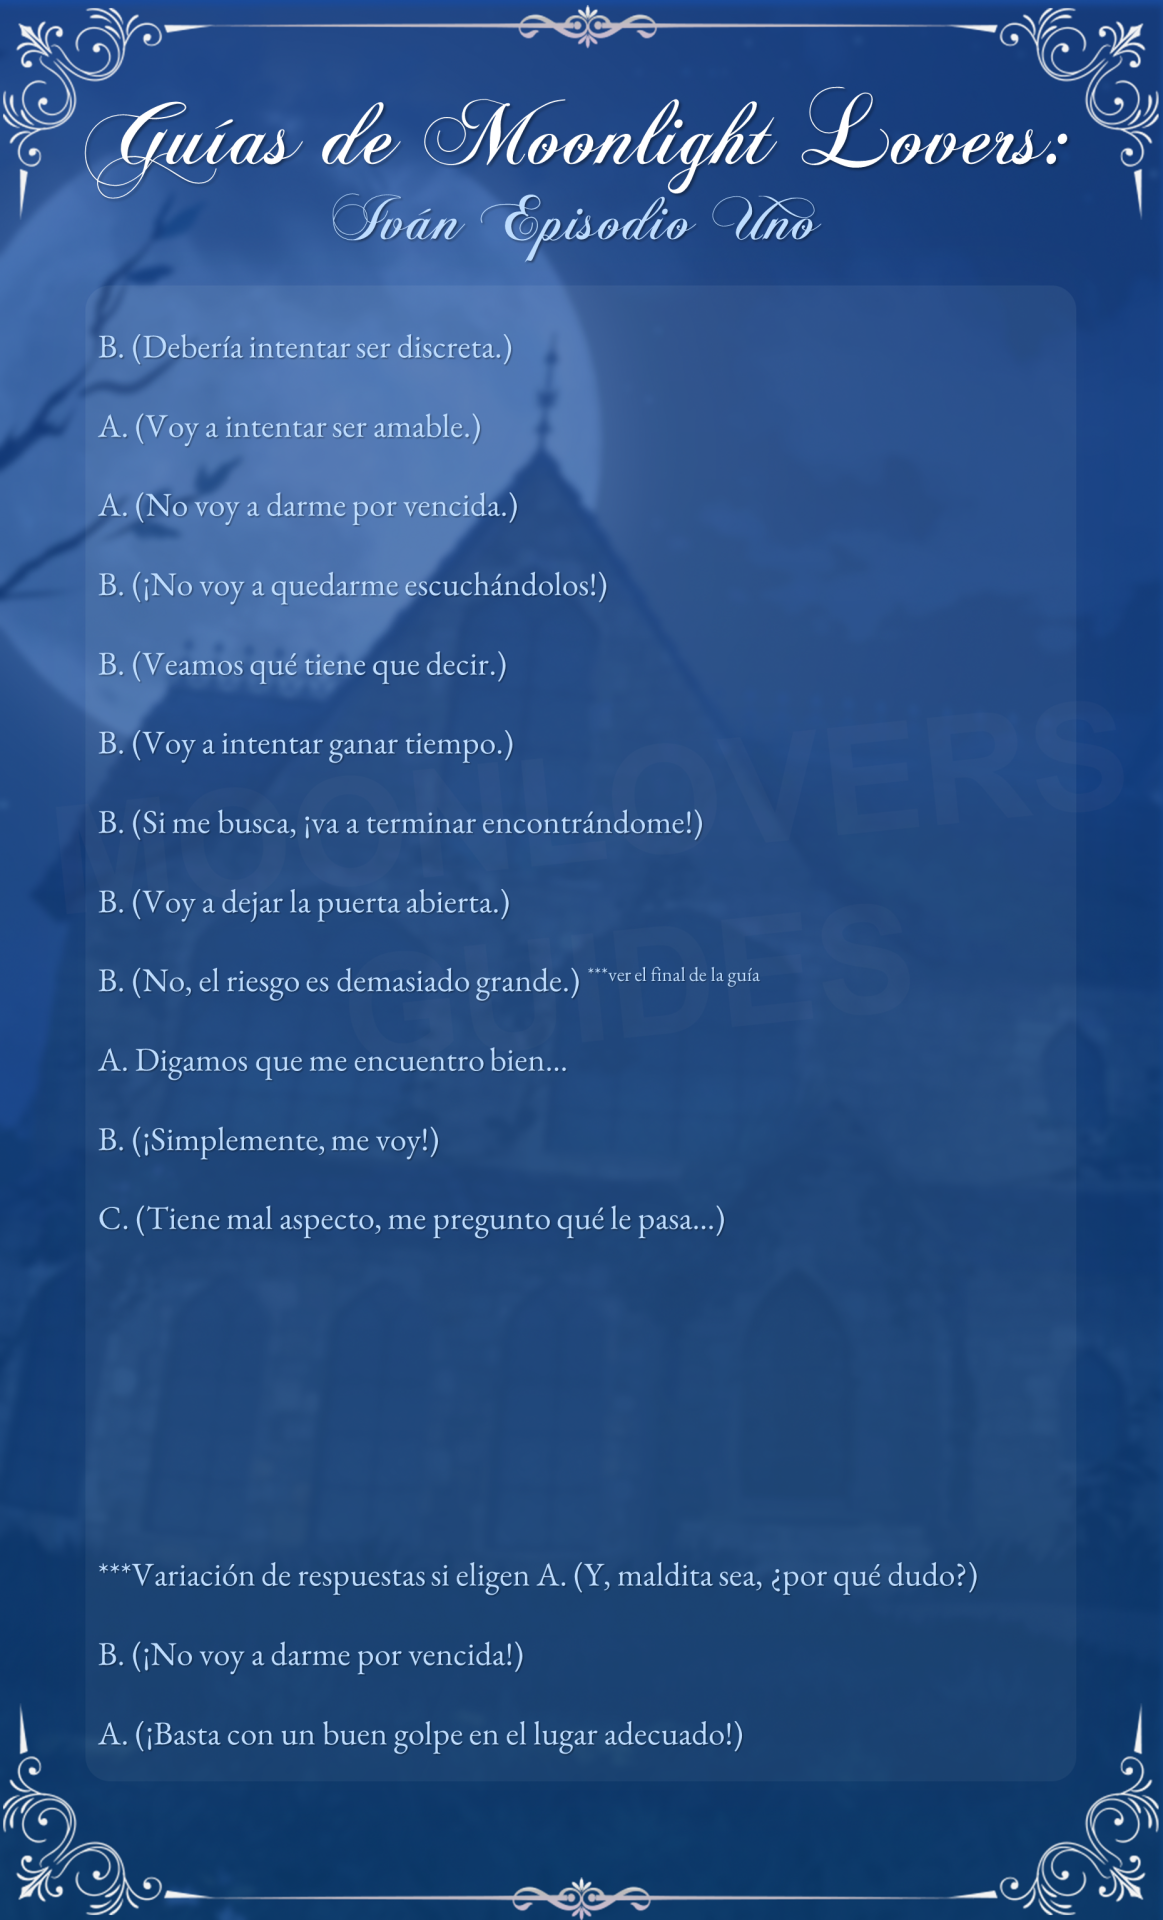 Guías de Moonlight Lovers:
Iván Episodio Uno
B. (Debería intentar ser discreta.)
A. (Voy a intentar ser amable.)
A. (No voy a darme por vencida.)
B. (¡No voy a quedarme escuchándolos!)
B. (Veamos qué tiene que decir.)
B. (Voy a intentar ganar tiempo.)
B. (Si me busca, ¡va a terminar encontrándome!)
B. (Voy a dejar la puerta abierta.)
B. (No, el riesgo es demasiado grande.) ***ver el final de la guía
A. Digamos que me encuentro bien...
B. (¡Simplemente, me voy!)
C. (Tiene mal aspecto, me pregunto qué le pasa...)
***Variación de respuestas si eligen A. (Y, maldita sea, ¿por qué dudo?)
B. (¡No voy a darme por vencida!)
A. (¡Basta con un buen golpe en el lugar adecuado!)
MOONLOVERS
GUIDES